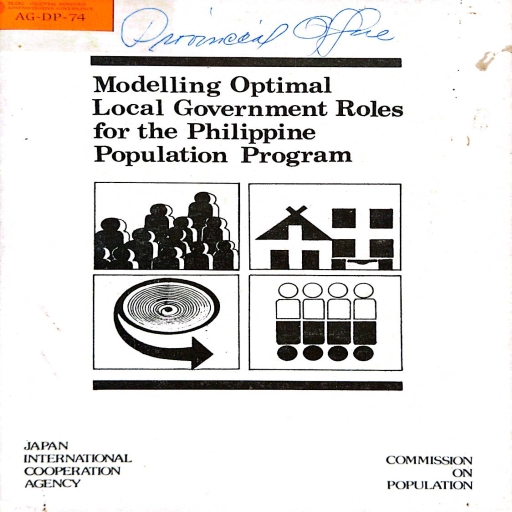 AG-DP-74
Provincial Office
Modelling Optimal
Local Government Roles
for the Philippine
Population Program
JAPAN
INTERNATIONAL
COOPERATION
AGENCY
COMMISSION
ON
POPULATION